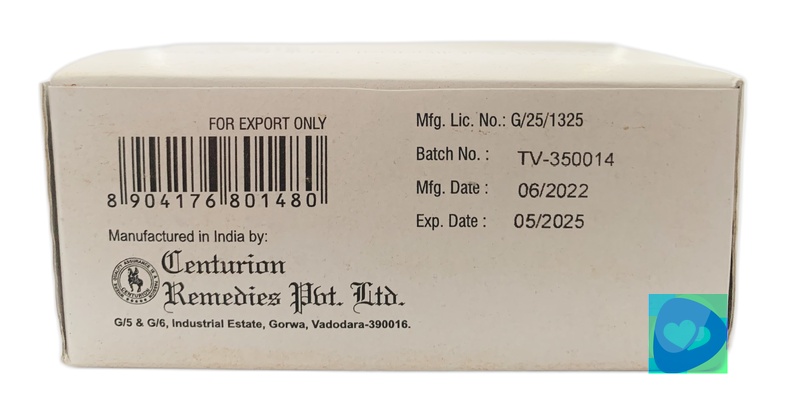 FOR EXPORT ONLY
8 904176 801480
Manufactured in India by:
Centurion
Remedies Pvt. Ltd.
G/5 & G/6, Industrial Estate, Gorwa, Vadodara-390016.
Mfg. Lic. No.: G/25/1325
Batch No. : TV-350014
Mfg. Date : 06/2022
Exp. Date : 05/2025